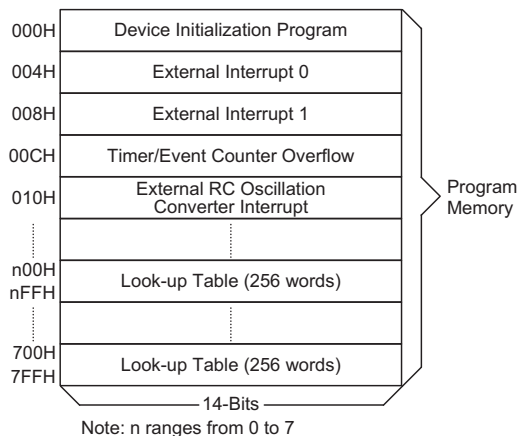 000H Device Initialization Program
004H External Interrupt 0
008H External Interrupt 1
00CH Timer/Event Counter Overflow
010H External RC Oscillation
Converter Interrupt
Program
Memory
n00H
nFFH
Look-up Table (256 words)
700H
7FFH
Look-up Table (256 words)
14-Bits
Note: n ranges from 0 to 7